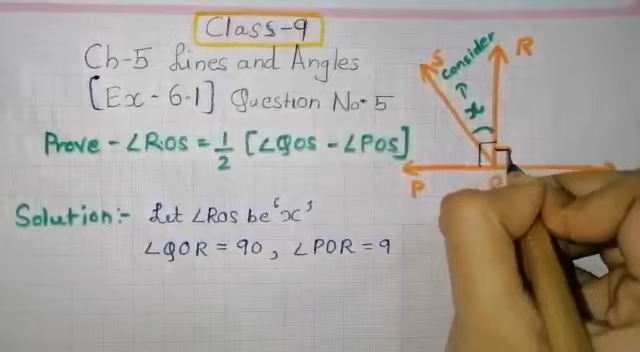 Class-9
Ch-5 Lines and Angles
[Ex-6.1] Question No. 5
Prove - ∠ROS = 1/2 [∠QOS - ∠POS]
Solution:- Let ∠ROS be 'x'
∠QOR = 90, ∠POR = 9
S
consider
R
x
P